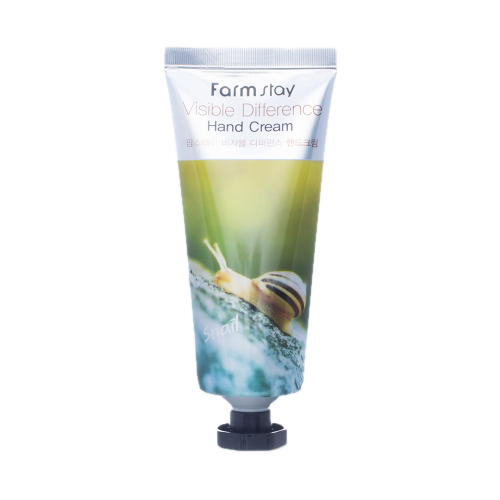 Farmstay
Visible Difference
Hand Cream
팜스테이 비져블 디퍼런스 핸드크림
Snail